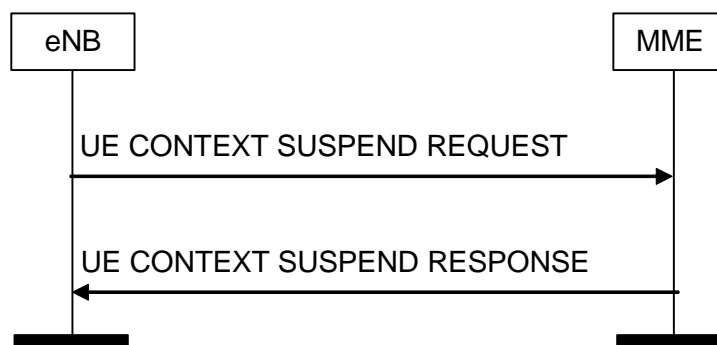 eNB
MME
UE CONTEXT SUSPEND REQUEST
UE CONTEXT SUSPEND RESPONSE